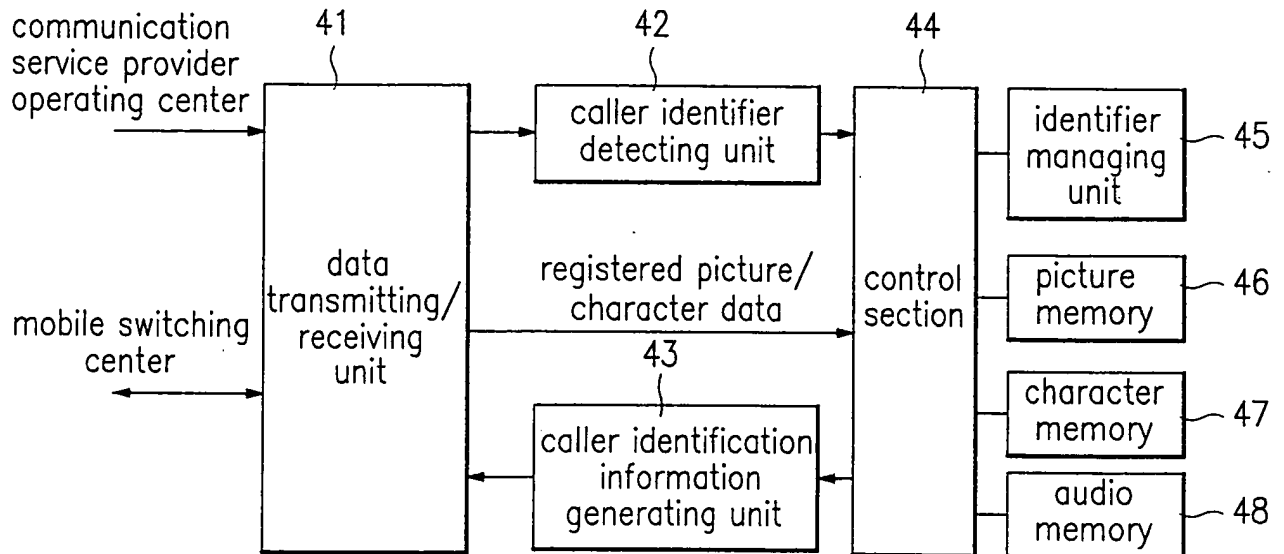 communication
service provider
operating center
41
42
44
caller identifier
detecting unit
identifier
managing
unit
45
data
transmitting/
receiving
unit
registered picture/
character data
control
section
picture
memory
46
mobile switching
center
43
caller identification
information
generating unit
character
memory
47
audio
memory
48